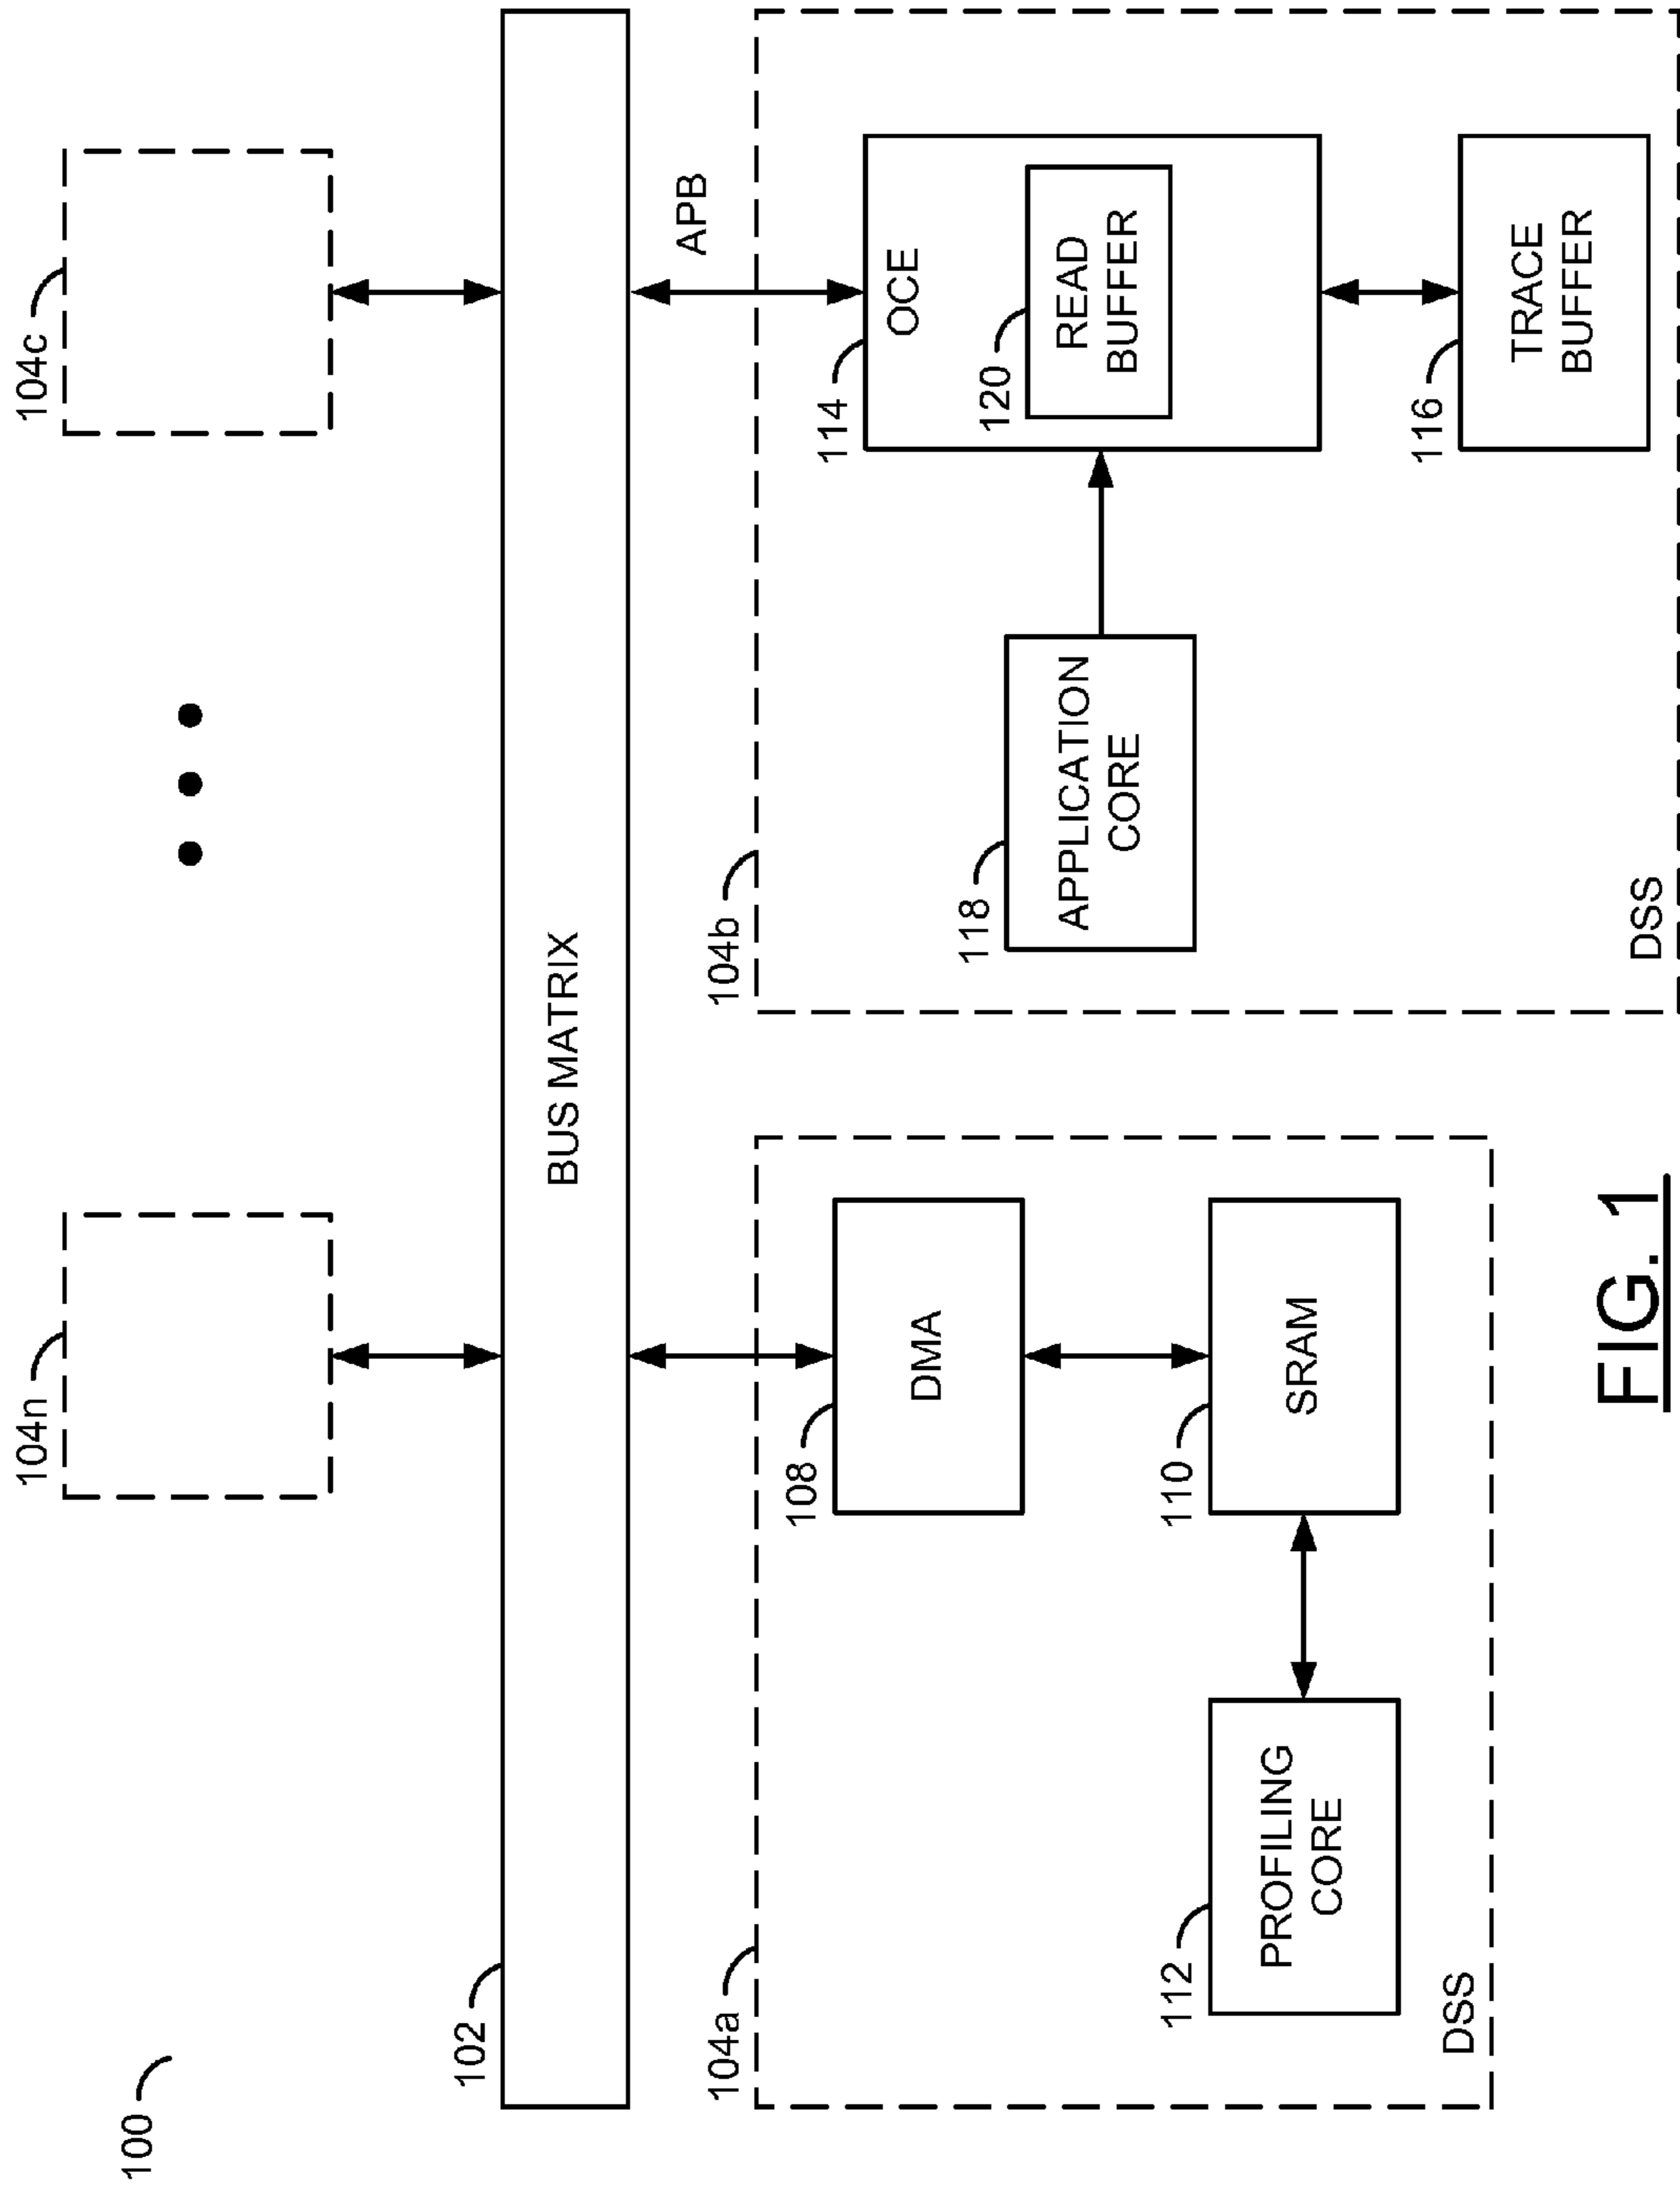 100
104n
104c
102
BUS MATRIX
APB
104a
104b
108
DMA
114
OCE
120
READ
BUFFER
118
APPLICATION
CORE
112
PROFILING
CORE
110
SRAM
116
TRACE
BUFFER
DSS
DSS
FIG. 1